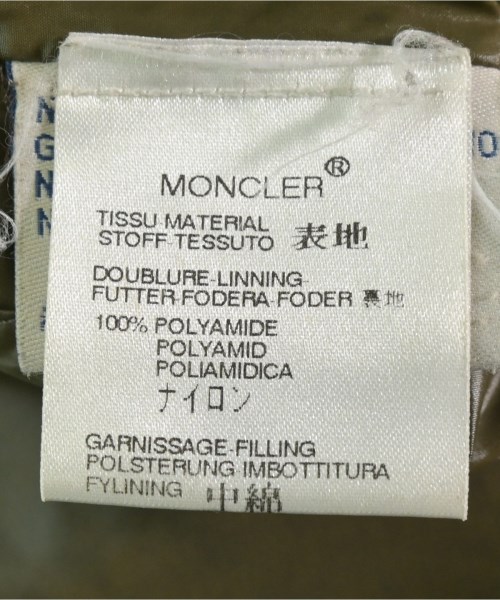 MONCLER®
TISSU-MATERIAL
STOFF-TESSUTO 表地
DOUBLURE-LINNING-
FUTTER-FODERA-FODER 裏地
100% POLYAMIDE
POLYAMID
POLIAMIDICA
ナイロン
GARNISSAGE-FILLING
POLSTERUNG IMBOTTITURA
FYLINING 中綿